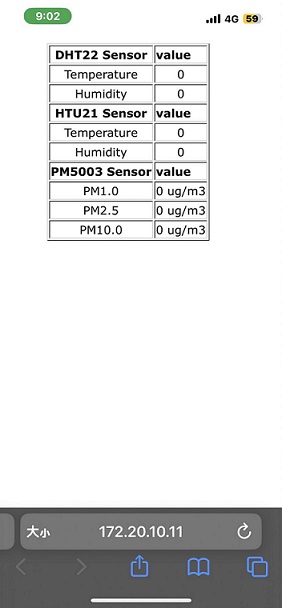 9:02 4G 59
DHT22 Sensor value
Temperature 0
Humidity 0
HTU21 Sensor value
Temperature 0
Humidity 0
PM5003 Sensor value
PM1.0 0 ug/m3
PM2.5 0 ug/m3
PM10.0 0 ug/m3
大小 172.20.10.11